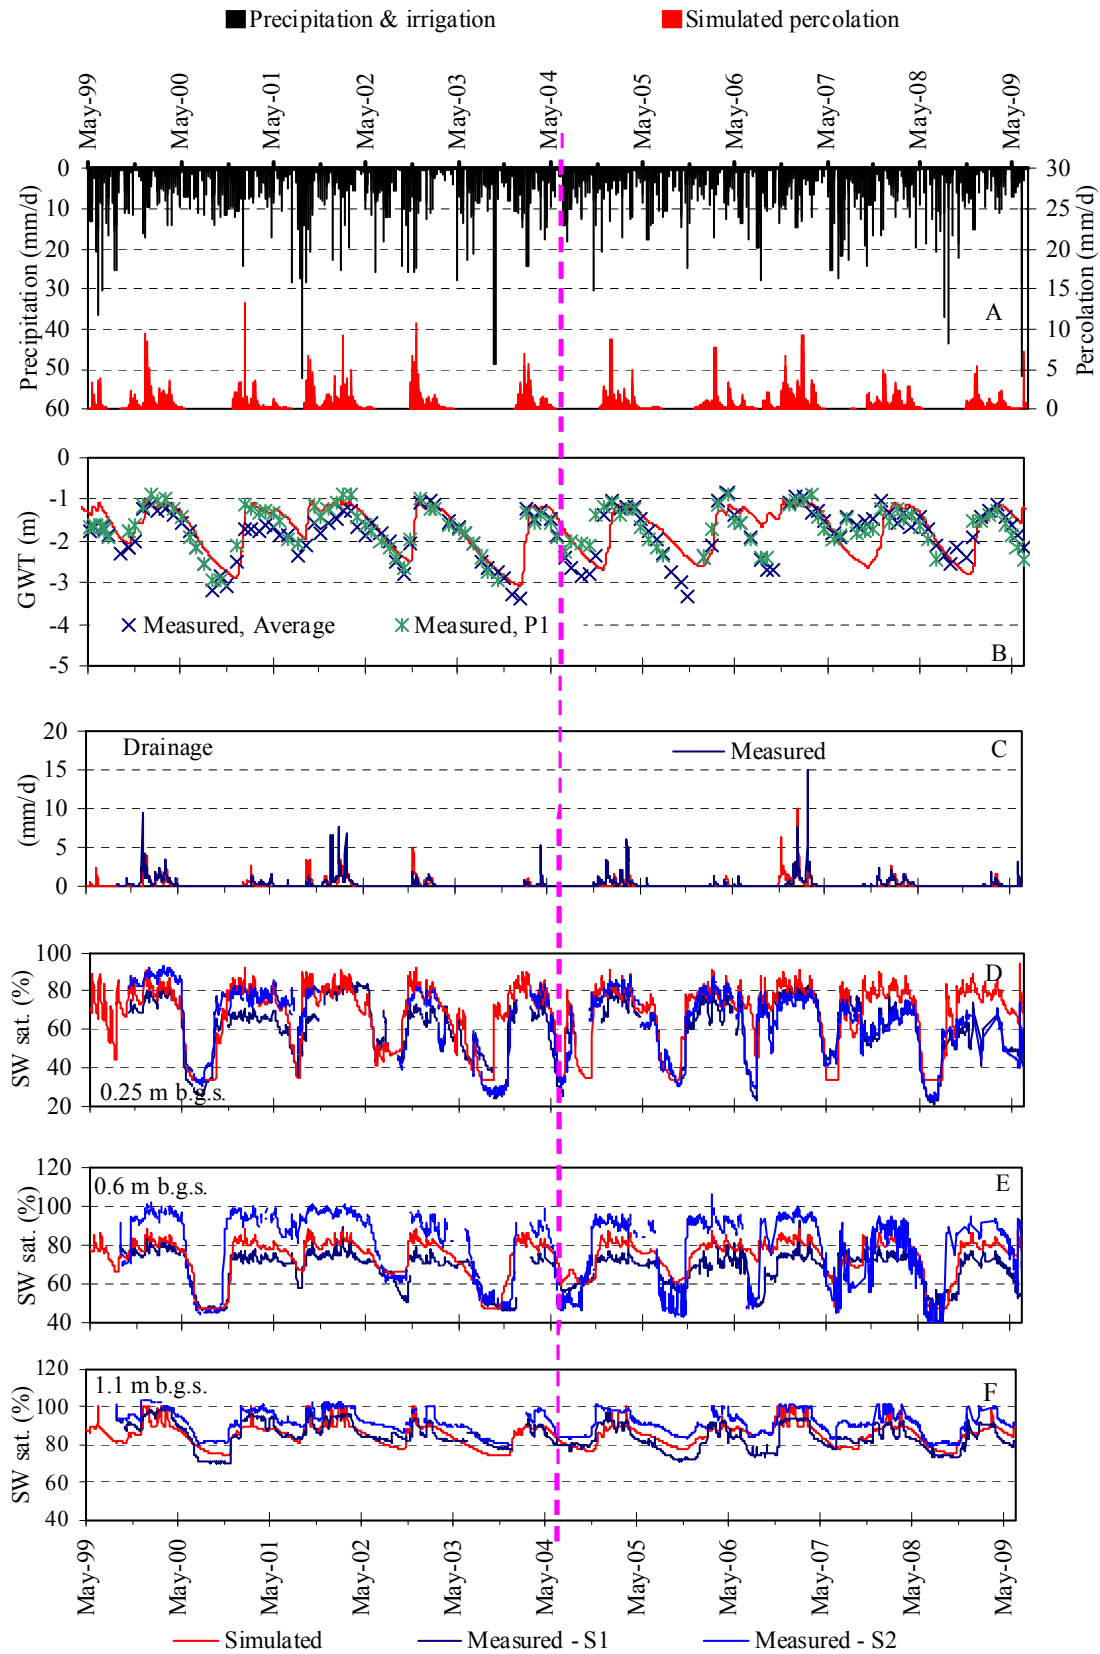 Precipitation & irrigation Simulated percolation
May-99 May-00 May-01 May-02 May-03 May-04 May-05 May-06 May-07 May-08 May-09
Precipitation (mm/d)
0
10
20
30
40
50
60
30
25
20
15
10
5
0
Percolation (mm/d)
A
GWT (m)
0
-1
-2
-3
-4
-5
Measured, Average Measured, P1
B
(mm/d)
20
15
10
5
0
Drainage
Measured
C
SW sat. (%)
100
80
60
40
20
0.25 m b.g.s.
D
SW sat. (%)
120
100
80
60
40
0.6 m b.g.s.
E
SW sat. (%)
120
100
80
60
40
1.1 m b.g.s.
F
May-99 May-00 May-01 May-02 May-03 May-04 May-05 May-06 May-07 May-08 May-09
Simulated Measured - S1 Measured - S2